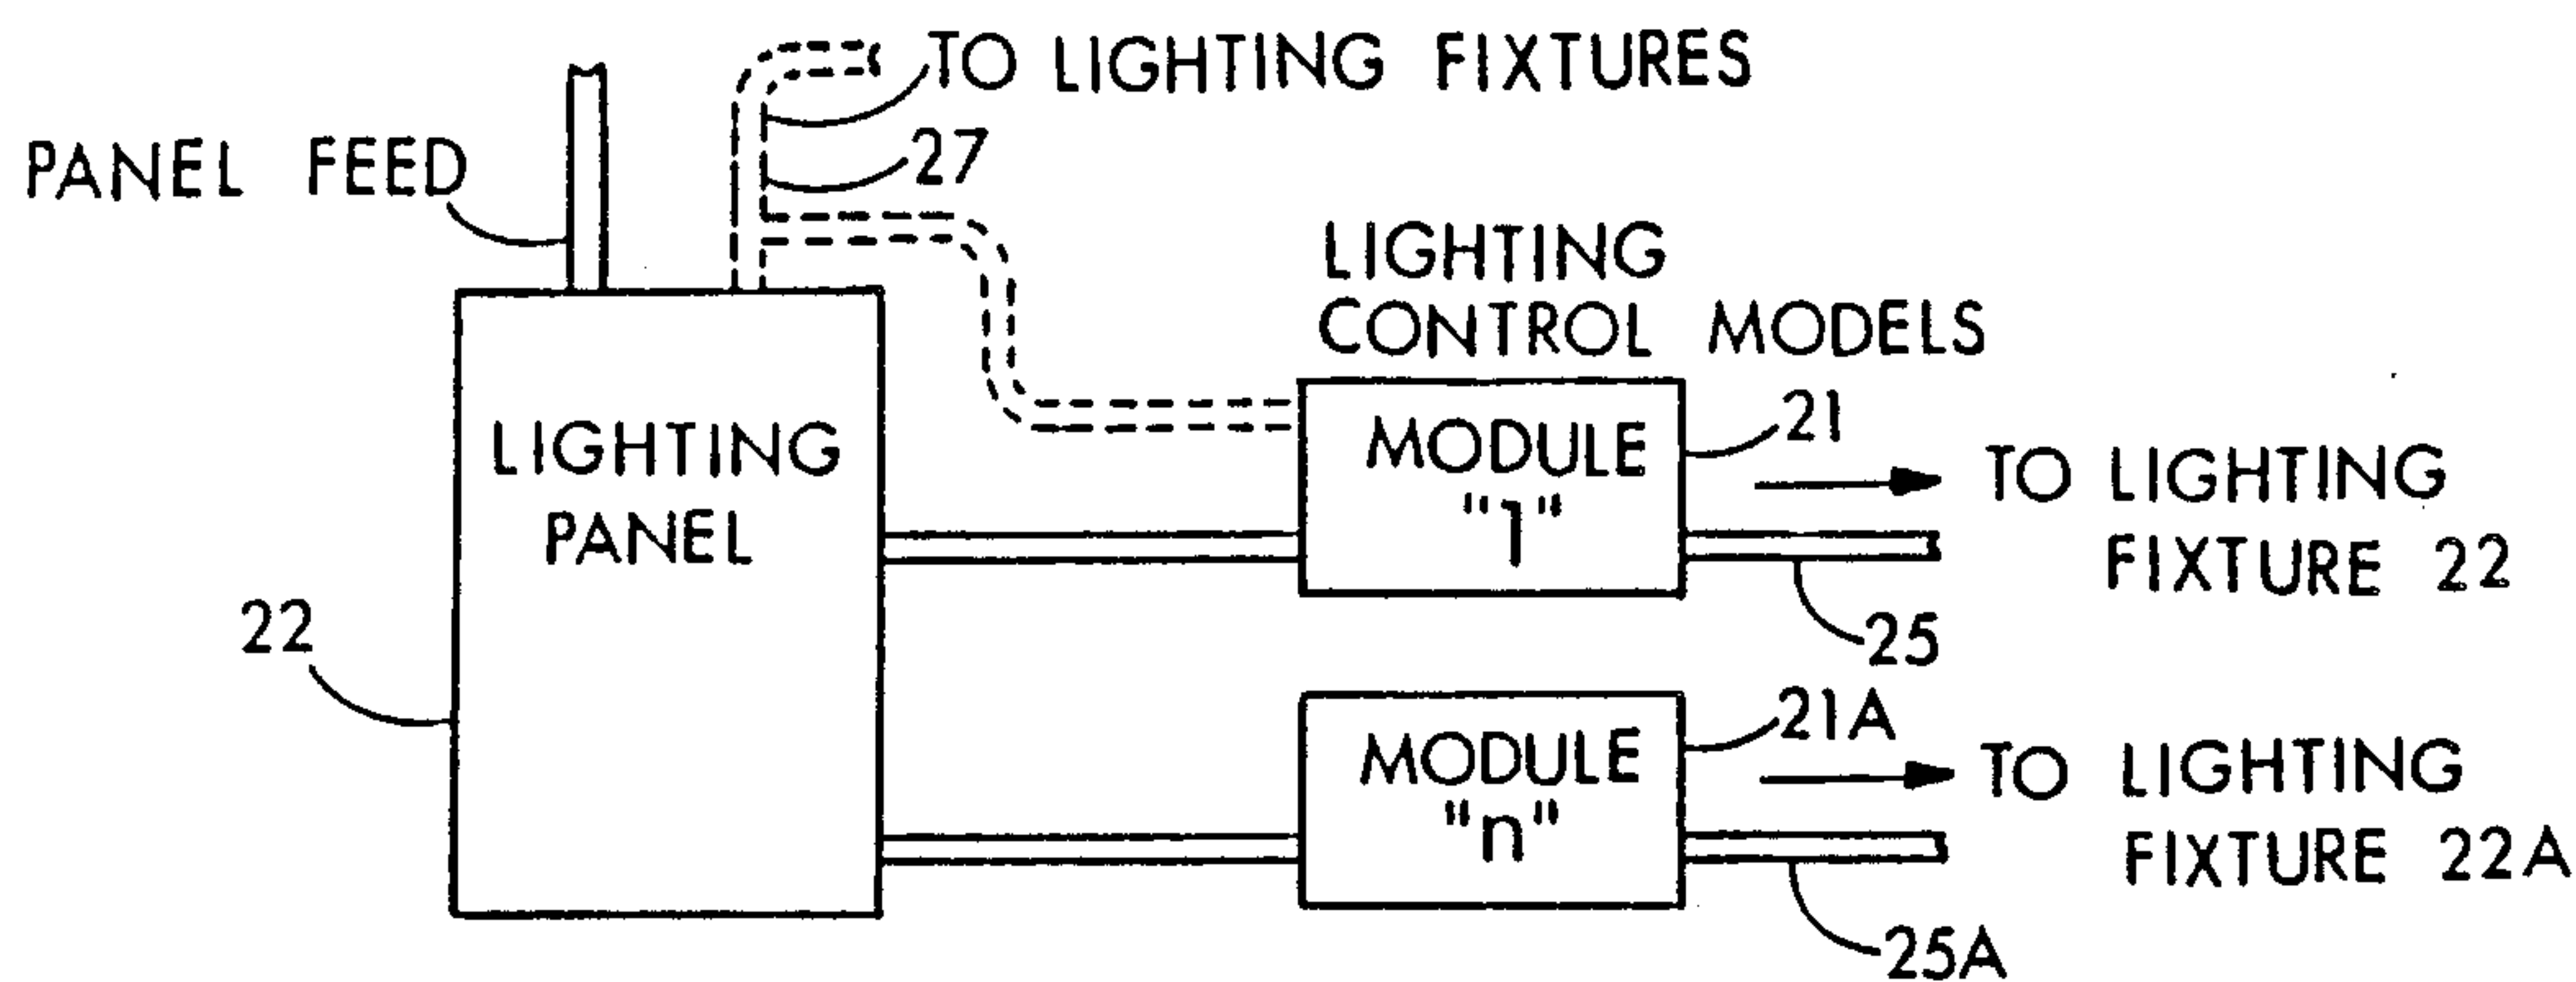 TO LIGHTING FIXTURES
PANEL FEED
27
LIGHTING
CONTROL MODELS
LIGHTING
PANEL
22
MODULE
"1"
21
TO LIGHTING
FIXTURE 22
25
MODULE
"n"
21A
TO LIGHTING
FIXTURE 22A
25A